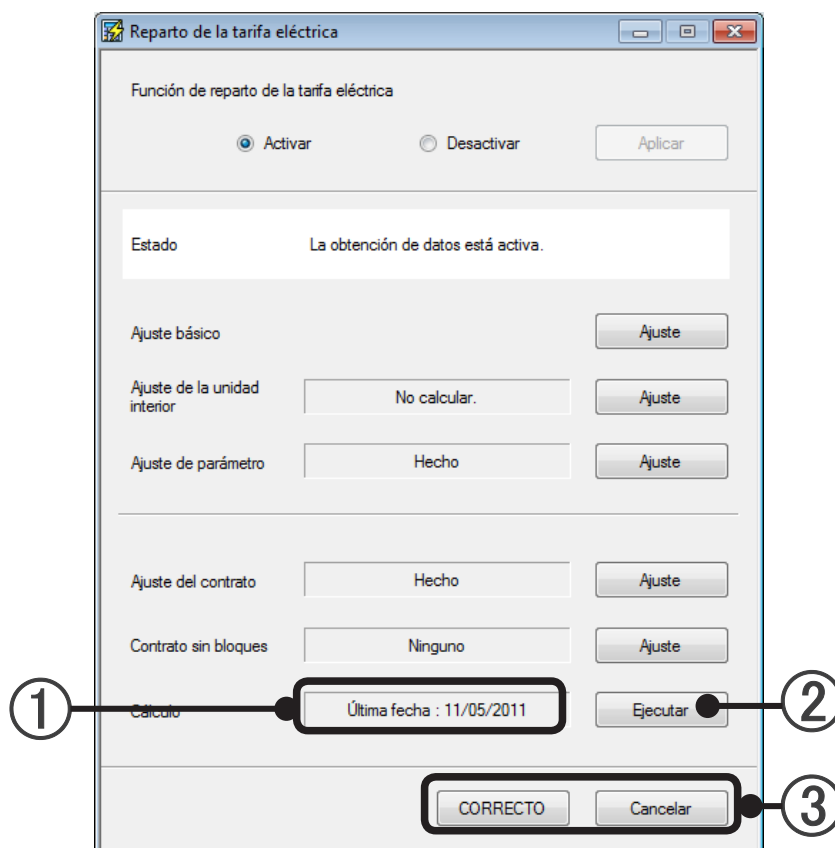 Reparto de la tarifa eléctrica
Función de reparto de la tarifa eléctrica
Activar Desactivar Aplicar
Estado La obtención de datos está activa.
Ajuste básico Ajuste
Ajuste de la unidad
interior No calcular. Ajuste
Ajuste de parámetro Hecho Ajuste
Ajuste del contrato Hecho Ajuste
Contrato sin bloques Ninguno Ajuste
① Cálculo Última fecha : 11/05/2011 Ejecutar ②
CORRECTO Cancelar ③